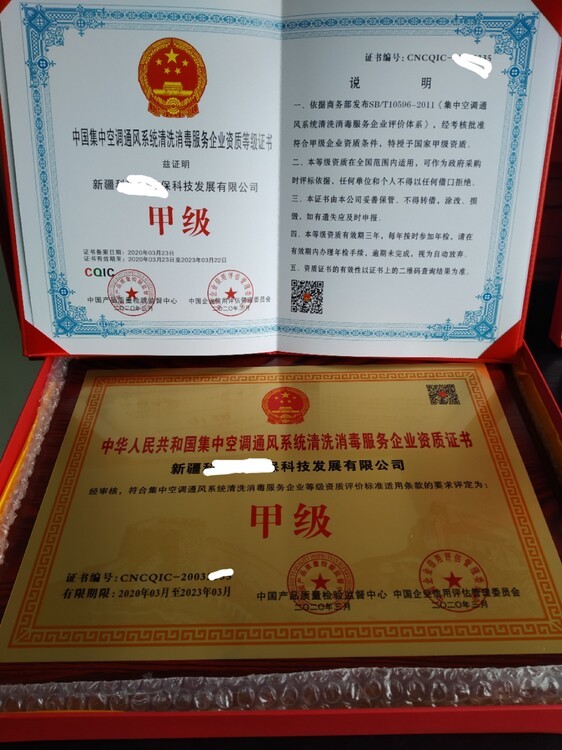 中国集中空调通风系统清洗消毒服务企业资质等级证书
兹证明
新疆科 保科技发展有限公司
甲级
证书备案日期：2020年03月23日
证书有效期年：2020年03月23日至2023年03月22日
CQIC
中国产品质量检验监督中心 中国企业信用评估管理委员会
二〇二〇年三月 二〇二〇年三月
证书编号：CNCQIC- 35
说 明
一、依据商务部发布SB/T10596-2011《集中空调通
风系统清洗消毒服务企业评价体系》，经考核批准
符合甲级企业资质条件，特授于国家甲级资质。
二、本等级资质在全国范围内适用，可作为政府采购
时评标依据，任何单位和个人不得以任何借口拒绝。
三、本证书由本公司妥善保管。不得转借，涂改、损
毁，如有遗失应及时申报。
四、本等级资质有效期三年，每年按时参加年检，请在
有效期内办理年检手续，逾期未完成，视为自动放弃。
五、资质证书的有效性以证书上的二维码查询结果为准。
中华人民共和国集中空调通风系统清洗消毒服务企业资质证书
新疆科 保科技发展有限公司
经审核，符合集中空调通风系统清洗消毒服务企业等级资质评价标准适用条款的要求评定为：
甲级
证书编号：CNCQIC-2003 35
有限期限：2020年03月至2023年03月
中国产品质量检验监督中心 中国企业信用评估管理委员会
二〇二〇年三月 二〇二〇年三月